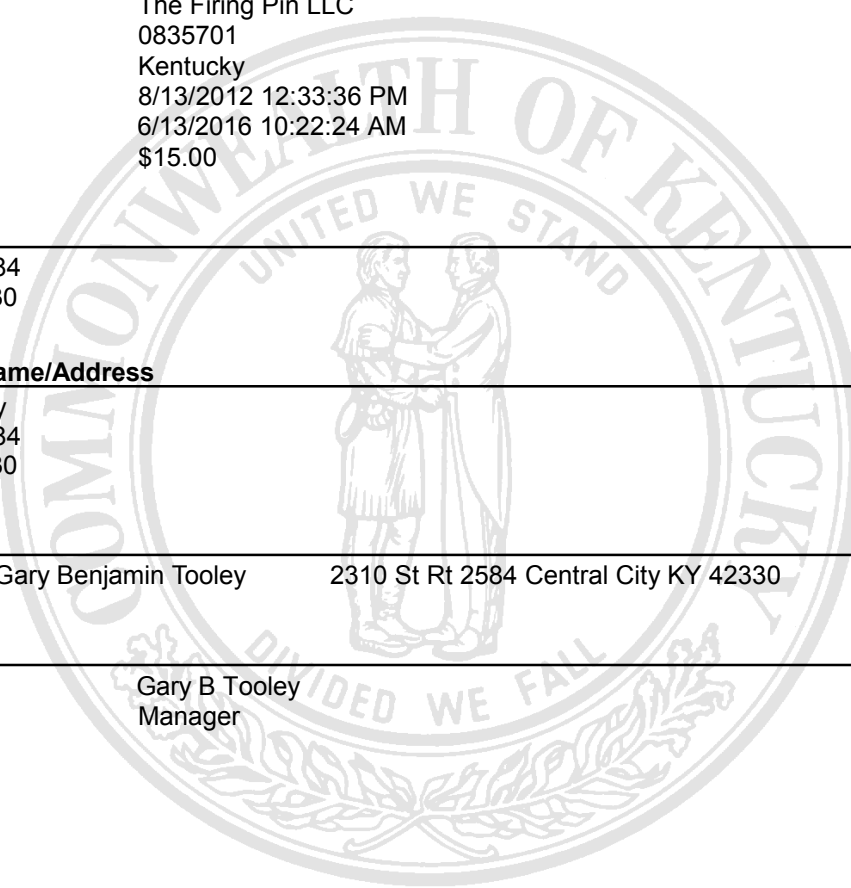 The Firing Pin LLC
0835701
Kentucky
8/13/2012 12:33:36 PM
6/13/2016 10:22:24 AM
$15.00
COMMONWEALTH OF KENTUCKY
UNITED WE STAND
34
30
ame/Address
y
34
30
Gary Benjamin Tooley 2310 St Rt 2584 Central City KY 42330
DIVIDED WE FALL
Gary B Tooley
Manager